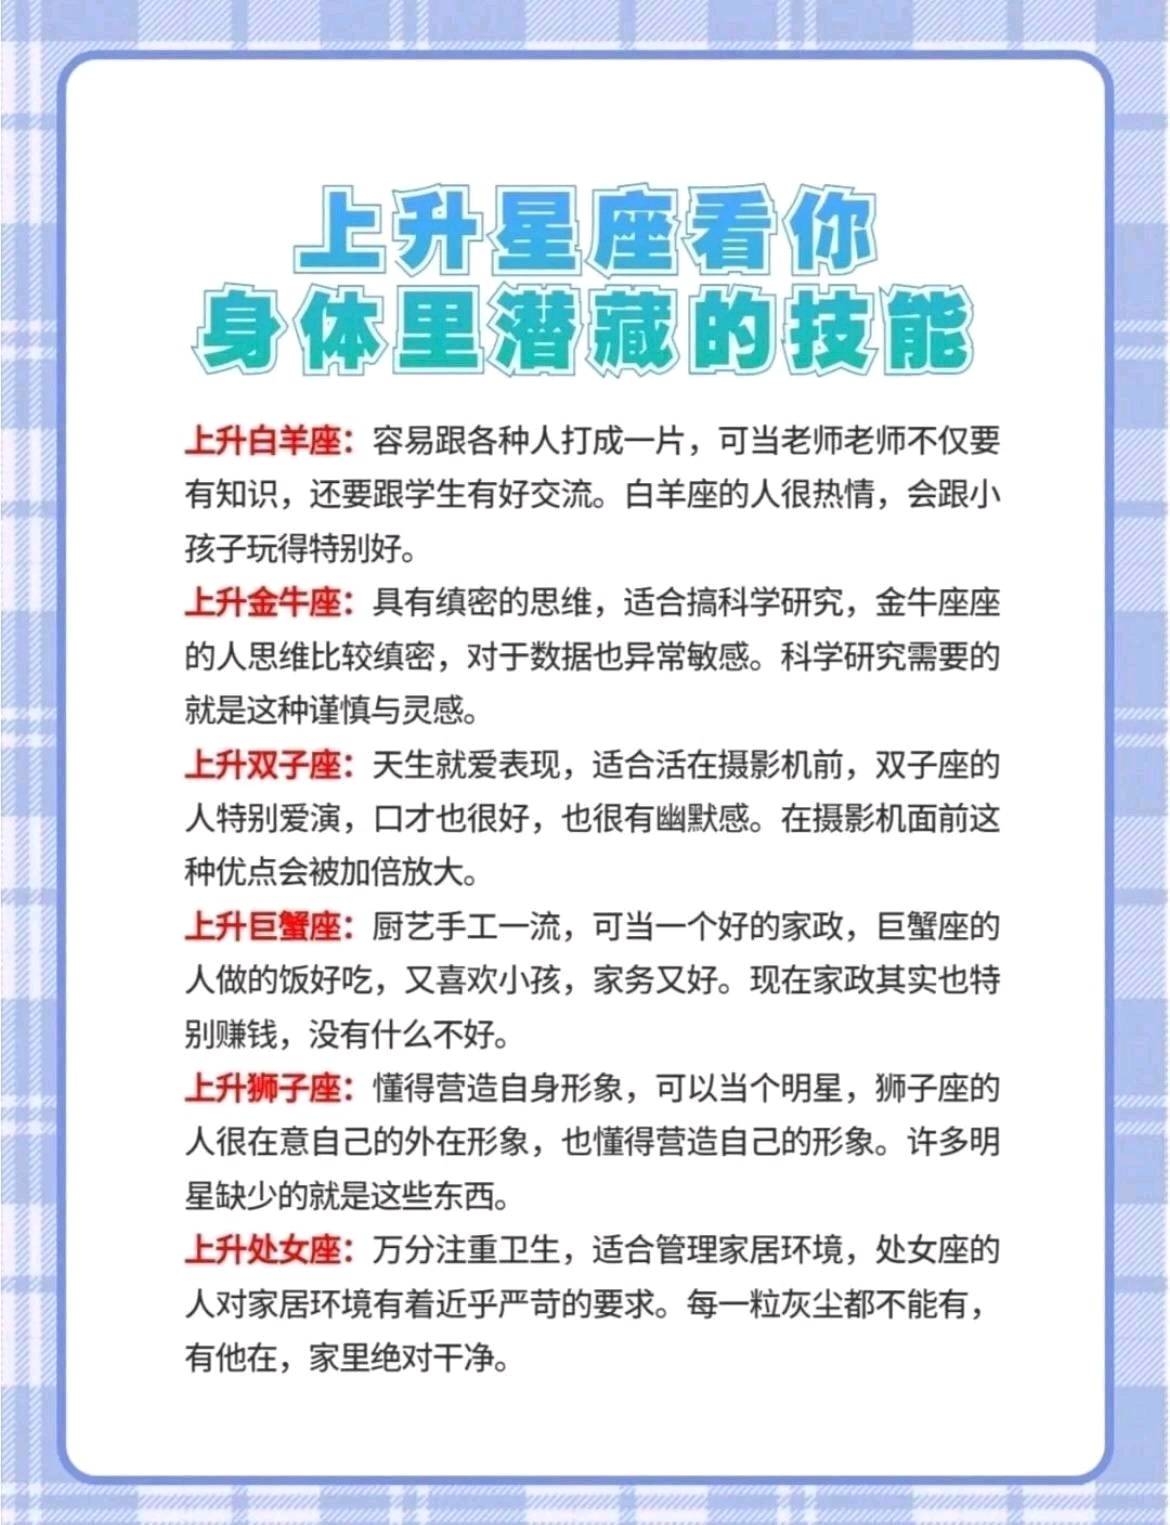 上升星座看你
身体里潜藏的技能
上升白羊座：容易跟各种人打成一片，可当老师老师不仅要
有知识，还要跟学生有好交流。白羊座的人很热情，会跟小
孩子玩得特别好。
上升金牛座：具有缜密的思维，适合搞科学研究，金牛座座
的人思维比较缜密，对于数据也异常敏感。科学研究需要的
就是这种谨慎与灵感。
上升双子座：天生就爱表现，适合活在摄影机前，双子座的
人特别爱演，口才也很好，也很有幽默感。在摄影机面前这
种优点会被加倍放大。
上升巨蟹座：厨艺手工一流，可当一个好的家政，巨蟹座的
人做的饭好吃，又喜欢小孩，家务又好。现在家政其实也特
别赚钱，没有什么不好。
上升狮子座：懂得营造自身形象，可以当个明星，狮子座的
人很在意自己的外在形象，也懂得营造自己的形象。许多明
星缺少的就是这些东西。
上升处女座：万分注重卫生，适合管理家居环境，处女座的
人对家居环境有着近乎严苛的要求。每一粒灰尘都不能有，
有他在，家里绝对干净。